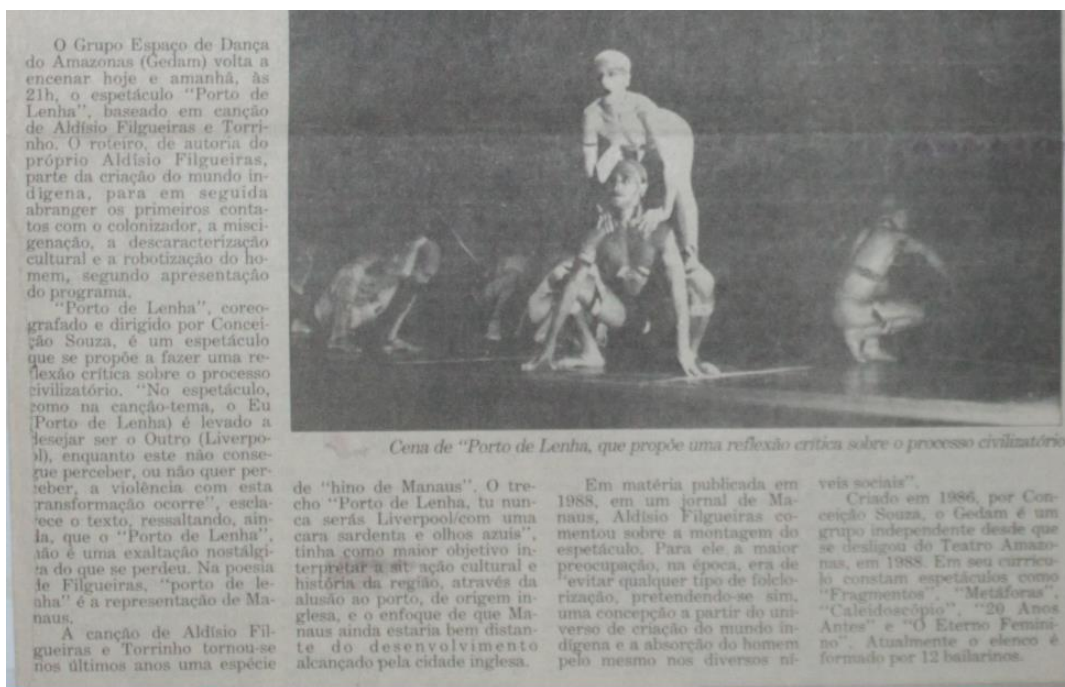 O Grupo Espaço de Dança
do Amazonas (Gedam) volta a
encenar hoje e amanhã, às
21h, o espetáculo "Porto de
Lenha", baseado em canção
de Aldísio Filgueiras e Torri-
nho. O roteiro, de autoria do
próprio Aldísio Filgueiras,
parte da criação do mundo in-
dígena, para em seguida
abranger os primeiros conta-
tos com o colonizador, a misci-
genação, a descaracterização
cultural e a robotização do ho-
mem, segundo apresentação
do programa.
"Porto de Lenha", coreo-
grafado e dirigido por Concei-
ção Souza, é um espetáculo
que se propõe a fazer uma re-
flexão crítica sobre o processo
civilizatório. "No espetáculo,
como na canção-tema, o Eu
(Porto de Lenha) é levado a
desejar ser o Outro (Liverpo-
ol), enquanto este não conse-
gue perceber, ou não quer per-
ceber, a violência com esta
transformação ocorre", escla-
rece o texto, ressaltando, ain-
da, que o "Porto de Lenha",
não é uma exaltação nostálgi-
ca do que se perdeu. Na poesia
de Filgueiras, "porto de le-
nha" é a representação de Ma-
naus.
A canção de Aldísio Fil-
gueiras e Torrinho tornou-se
nos últimos anos uma espécie
Cena de "Porto de Lenha, que propõe uma reflexão crítica sobre o processo civilizatório
de "hino de Manaus". O tre-
cho "Porto de Lenha, tu nun-
ca serás Liverpool/com uma
cara sardenta e olhos azuis",
tinha como maior objetivo in-
terpretar a sit ação cultural e
história da região, através da
alusão ao porto, de origem in-
glesa, e o enfoque de que Ma-
naus ainda estaria bem distan-
te do desenvolvimento
alcançado pela cidade inglesa.
Em matéria publicada em
1988, em um jornal de Ma-
naus, Aldísio Filgueiras co-
mentou sobre a montagem do
espetáculo. Para ele a maior
preocupação, na época, era de
"evitar qualquer tipo de folclo-
rização, pretendendo-se sim,
uma concepção a partir do uni-
verso de criação do mundo in-
dígena e a absorção do homem
pelo mesmo nos diversos ní-
veis sociais".
Criado em 1986, por Con-
ceição Souza, o Gedam é um
grupo independente desde que
se desligou do Teatro Amazo-
nas, em 1988. Em seu currícu-
lo constam espetáculos como
"Fragmentos", "Metáforas",
"Caleidoscópio", "20 Anos
Antes" e "O Eterno Femini-
no". Atualmente o elenco é
formado por 12 bailarinos.